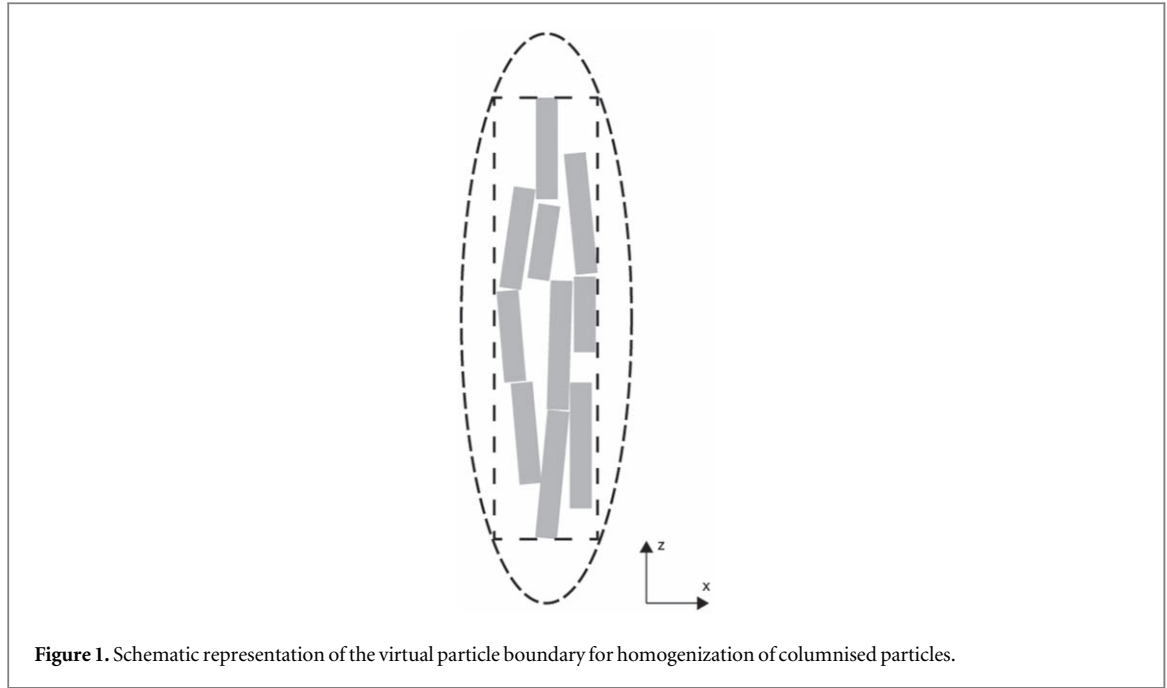 z
x
Figure 1. Schematic representation of the virtual particle boundary for homogenization of columnised particles.